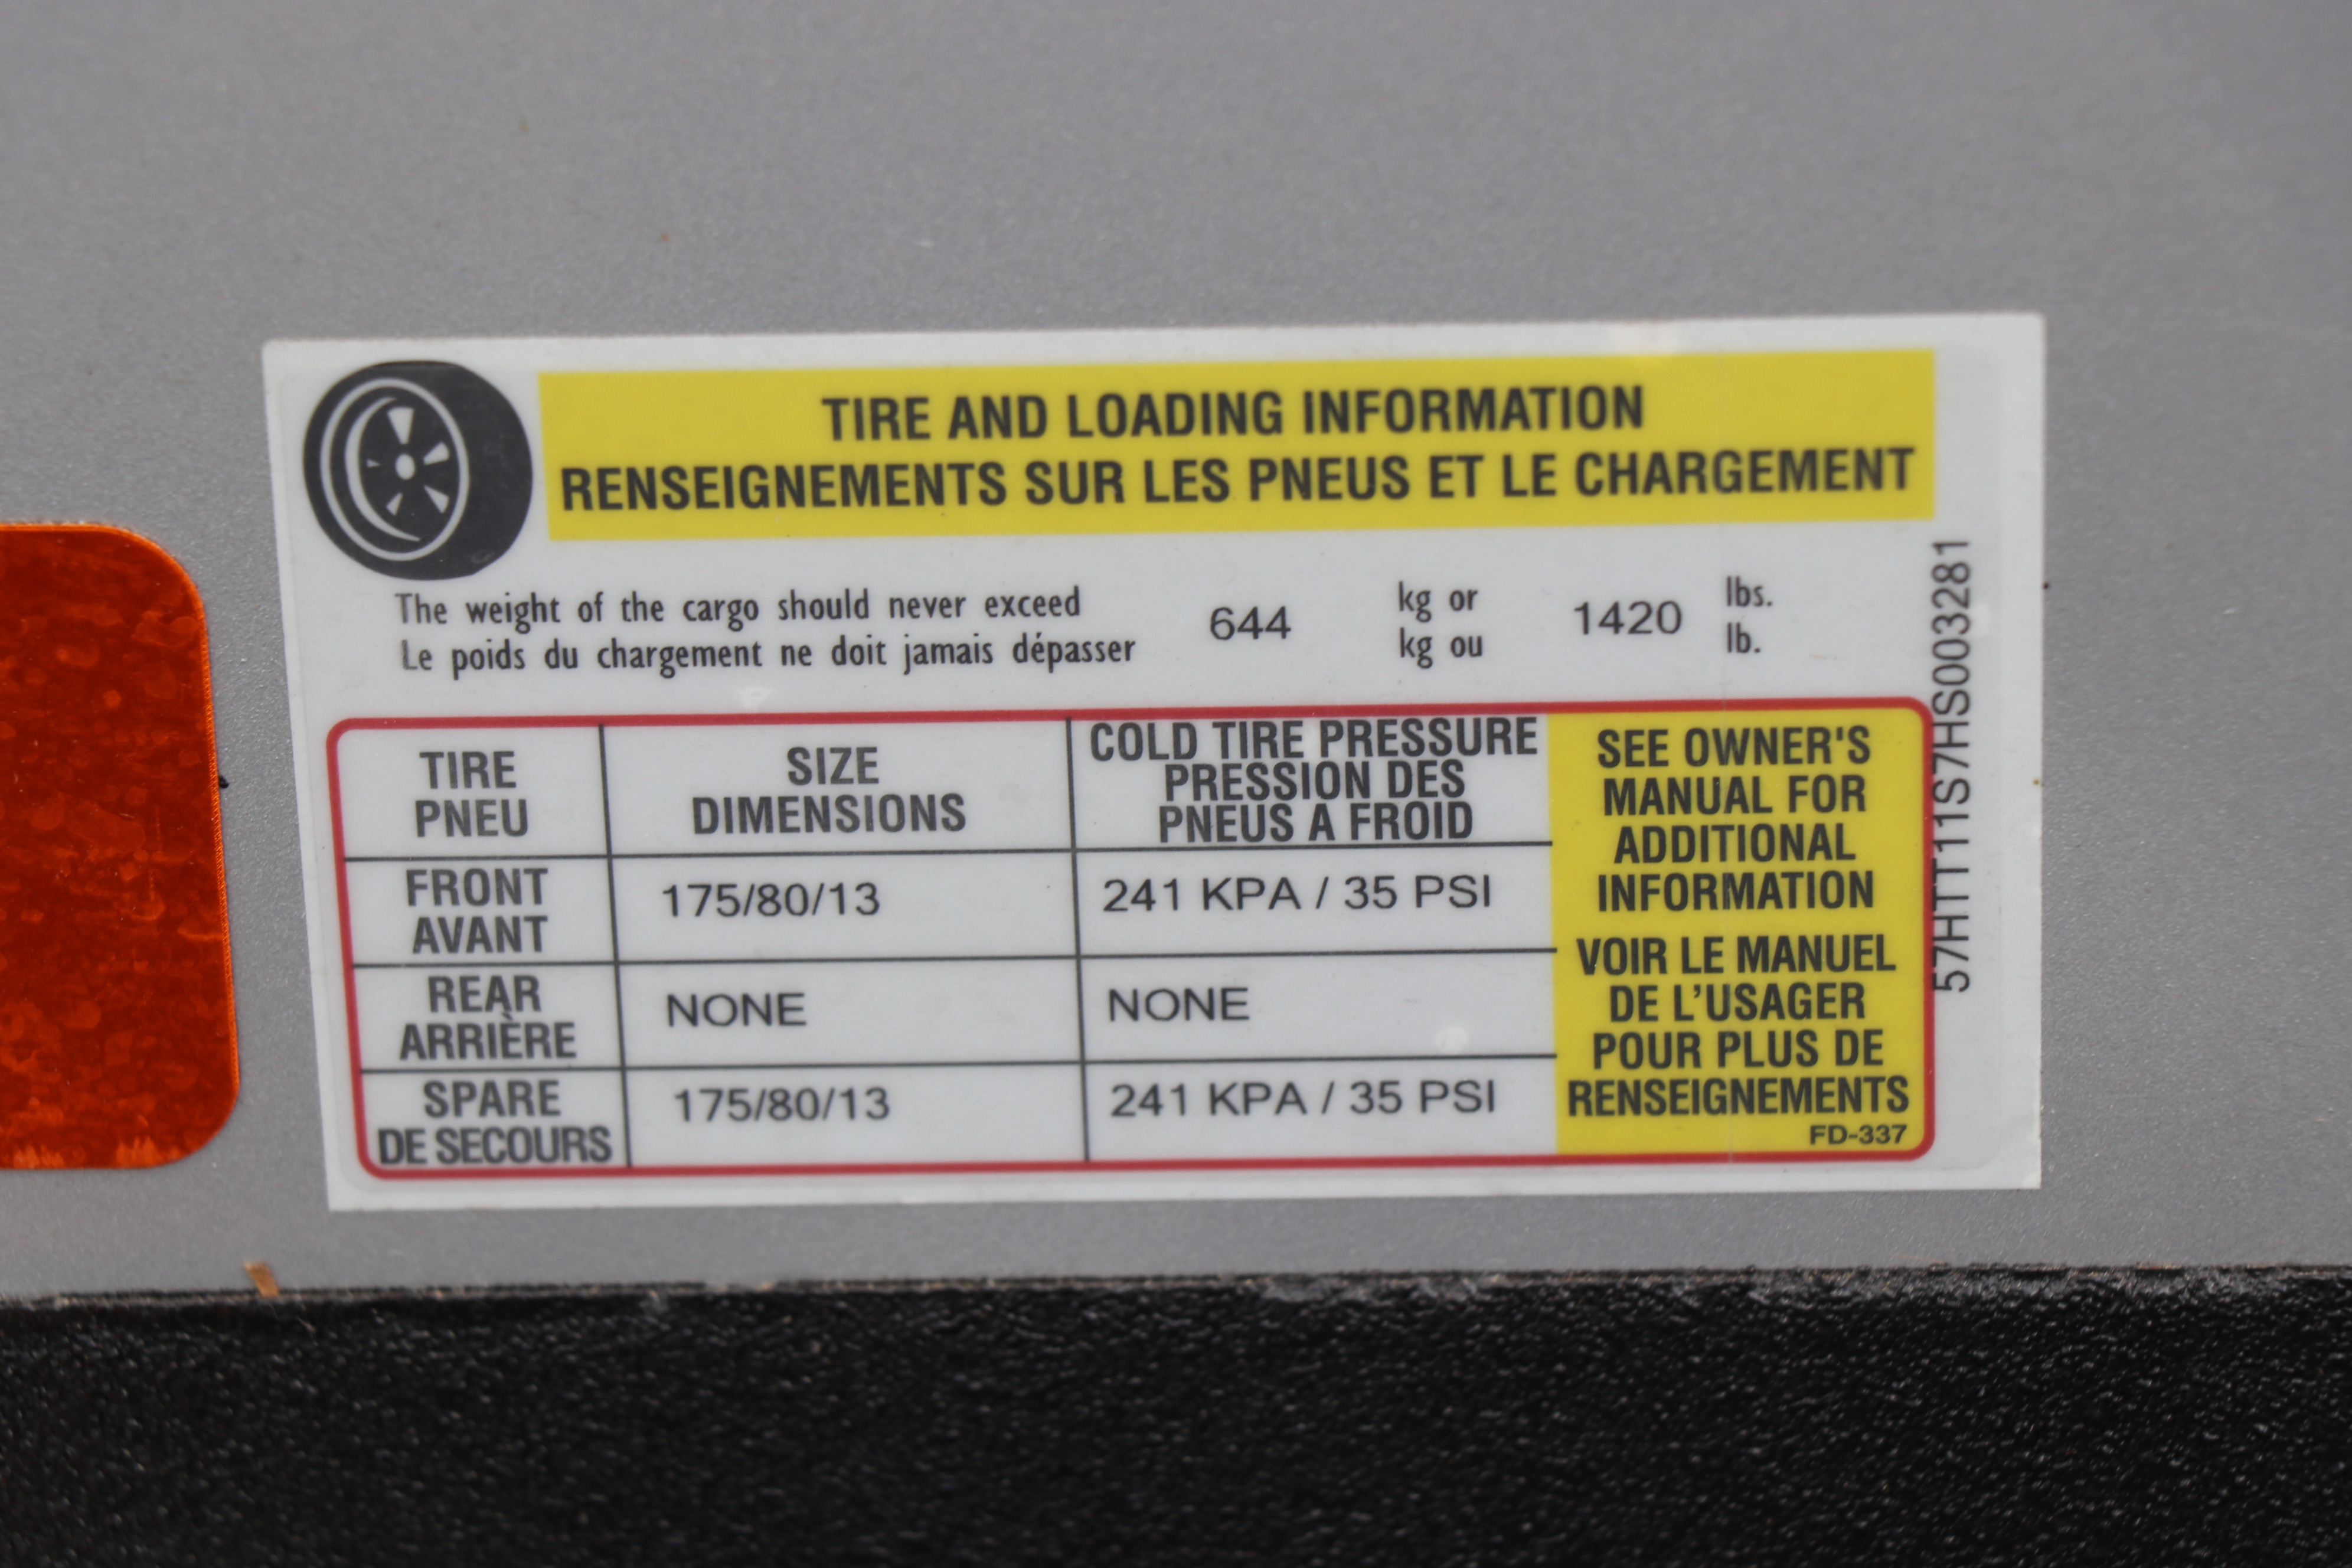 TIRE AND LOADING INFORMATION
RENSEIGNEMENTS SUR LES PNEUS ET LE CHARGEMENT
The weight of the cargo should never exceed 644 kg or 1420 lbs.
Le poids du chargement ne doit jamais dépasser kg ou lb.
TIRE
PNEU
SIZE
DIMENSIONS
COLD TIRE PRESSURE
PRESSION DES
PNEUS A FROID
FRONT
AVANT
175/80/13
241 KPA / 35 PSI
REAR
ARRIÈRE
NONE
NONE
SPARE
DE SECOURS
175/80/13
241 KPA / 35 PSI
SEE OWNER'S
MANUAL FOR
ADDITIONAL
INFORMATION
VOIR LE MANUEL
DE L'USAGER
POUR PLUS DE
RENSEIGNEMENTS
FD-337
57HTT11S7HS003281